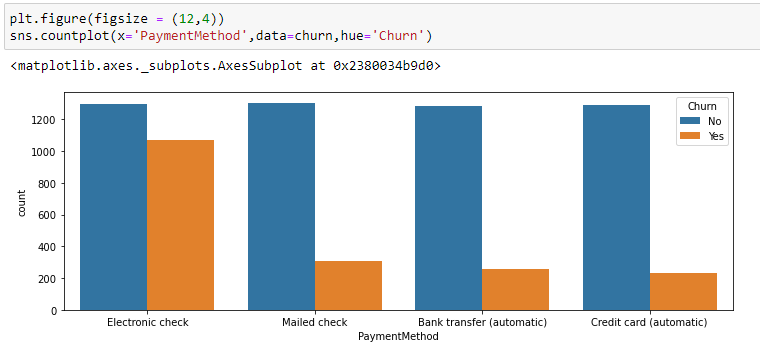 plt.figure(figsize = (12,4))
sns.countplot(x='PaymentMethod',data=churn,hue='Churn')
<matplotlib.axes._subplots.AxesSubplot at 0x2380034b9d0>
Churn
No
Yes
1200
1000
800
600
400
200
0
count
Electronic check
Mailed check
Bank transfer (automatic)
Credit card (automatic)
PaymentMethod